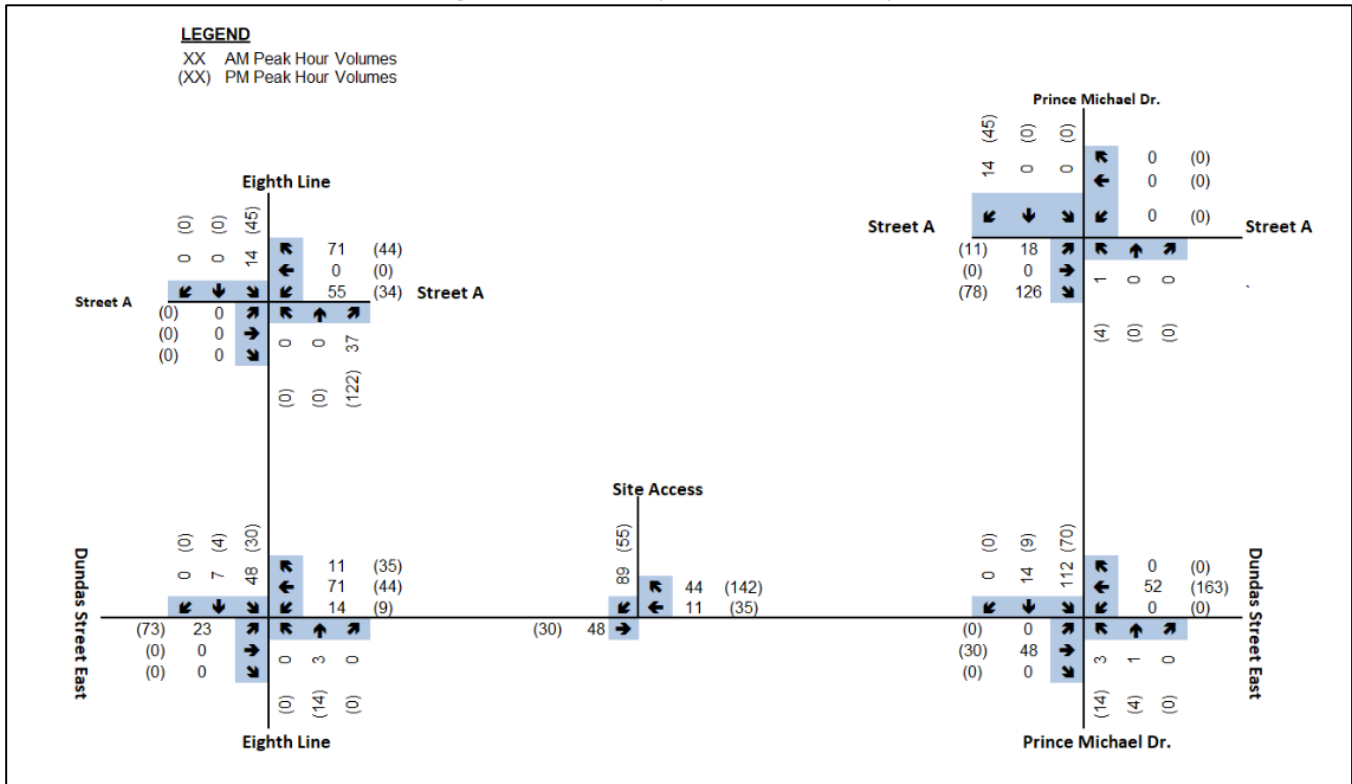 LEGEND
XX AM Peak Hour Volumes
(XX) PM Peak Hour Volumes
Eighth Line
(0) (0) (45)
0 0 14
71 (44)
0 (0)
55 (34)
Street A
Street A
(0) 0
(0) 0
(0) 0
0 0 37
(0) (0) (122)
Prince Michael Dr.
(45) (0) (0)
14 0 0
0 (0)
0 (0)
0 (0)
Street A
Street A
(11) 18
(0) 0
(78) 126
1 0 0
(4) (0) (0)
Dundas Street East
(0) (4) (30)
0 7 48
11 (35)
71 (44)
14 (9)
(73) 23
(0) 0
(0) 0
0 3 0
(0) (14) (0)
Eighth Line
Site Access
89 (55)
44 (142)
11 (35)
(30) 48
(0) (9) (70)
0 14 112
0 (0)
52 (163)
0 (0)
(0) 0
(30) 48
(0) 0
3 1 0
(14) (4) (0)
Prince Michael Dr.
Dundas Street East